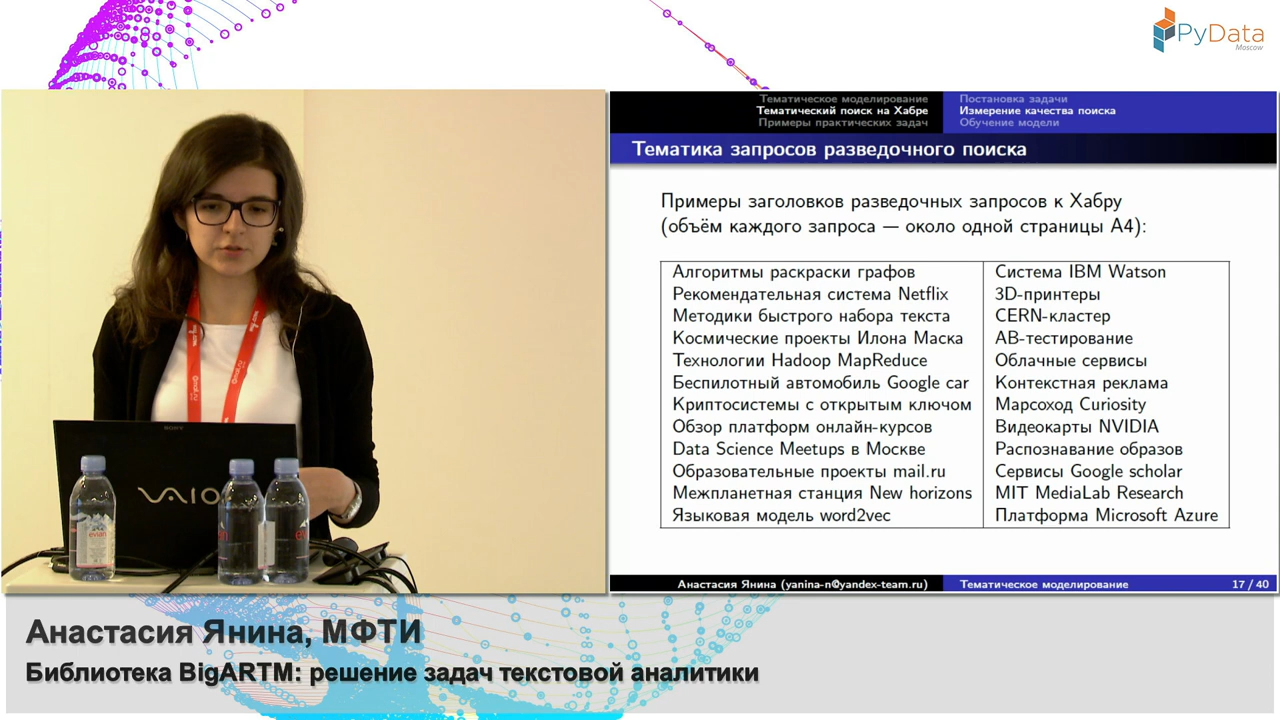 PyData
Moscow
Тематическое моделирование
Тематический поиск на Хабре
Примеры практических задач
Постановка задачи
Измерение качества поиска
Обучение модели
Тематика запросов разведочного поиска
Примеры заголовков разведочных запросов к Хабру
(объём каждого запроса — около одной страницы А4):
Алгоритмы раскраски графов
Рекомендательная система Netflix
Методики быстрого набора текста
Космические проекты Илона Маска
Технологии Hadoop MapReduce
Беспилотный автомобиль Google car
Криптосистемы с открытым ключом
Обзор платформ онлайн-курсов
Data Science Meetups в Москве
Образовательные проекты mail.ru
Межпланетная станция New horizons
Языковая модель word2vec
Система IBM Watson
3D-принтеры
CERN-кластер
АВ-тестирование
Облачные сервисы
Контекстная реклама
Марсоход Curiosity
Видеокарты NVIDIA
Распознавание образов
Сервисы Google scholar
MIT MediaLab Research
Платформа Microsoft Azure
Анастасия Янина (yanina-n@yandex-team.ru)
Тематическое моделирование
17 / 40
SONY
VAIO
evian
Анастасия Янина, МФТИ
Библиотека BigARTM: решение задач текстовой аналитики